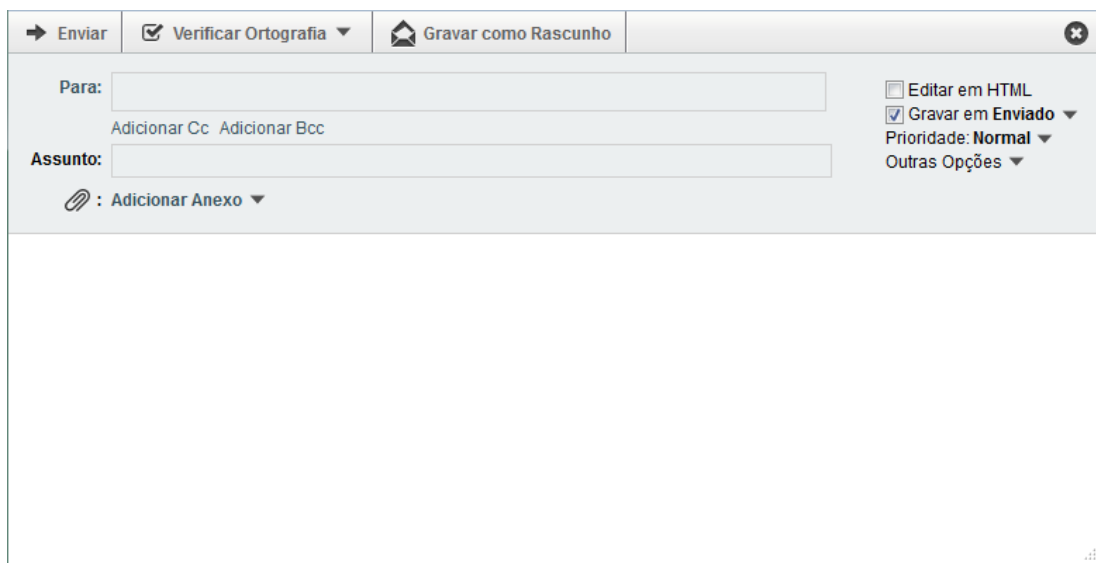 Enviar Verificar Ortografia Gravar como Rascunho
Para:
Adicionar Cc Adicionar Bcc
Assunto:
: Adicionar Anexo
Editar em HTML
Gravar em Enviado
Prioridade: Normal
Outras Opções